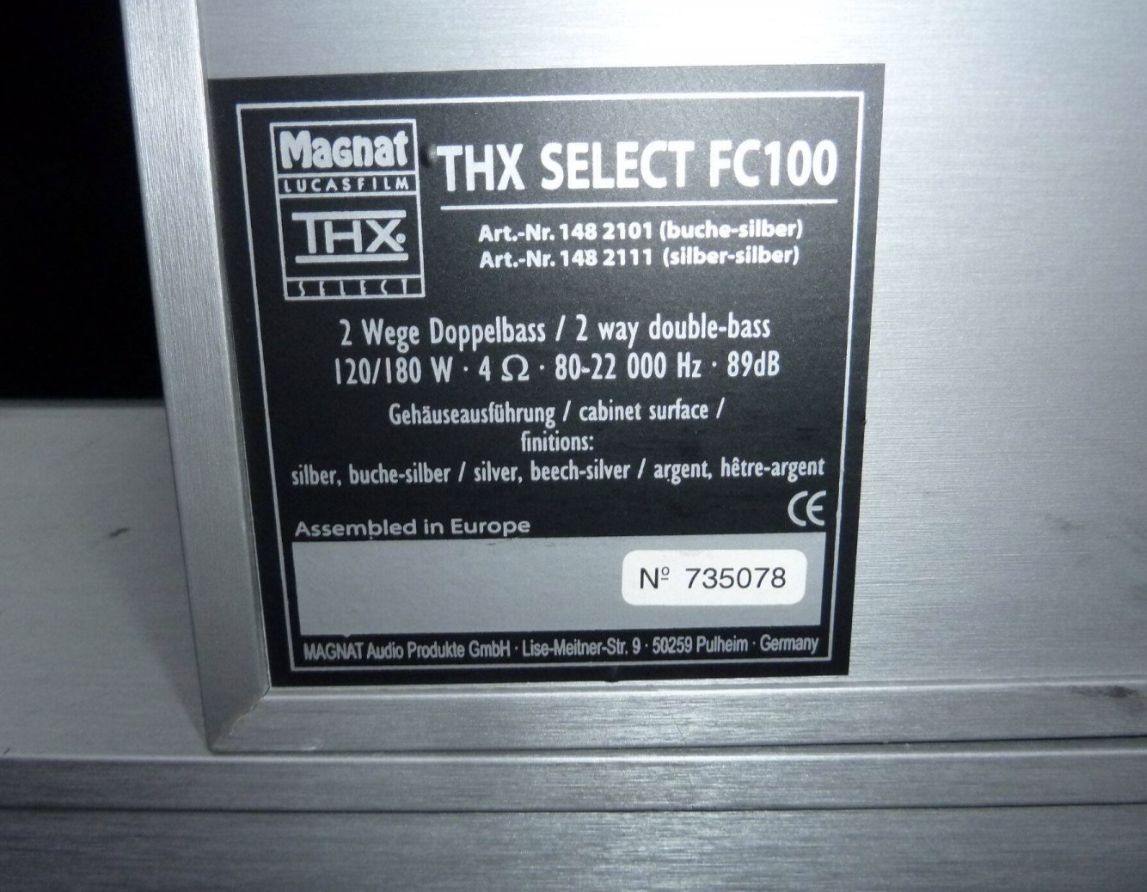 Magnat
LUCASFILM
THX
SELECT
THX SELECT FC100
Art.-Nr. 148 2101 (buche-silber)
Art.-Nr. 148 2111 (silber-silber)
2 Wege Doppelbass / 2 way double-bass
120/180 W · 4 Ω · 80-22 000 Hz · 89dB
Gehäuseausführung / cabinet surface /
finitions:
silber, buche-silber / silver, beech-silver / argent, hêtre-argent
CE
Assembled in Europe
Nº 735078
MAGNAT Audio Produkte GmbH · Lise-Meitner-Str. 9 · 50259 Pulheim · Germany